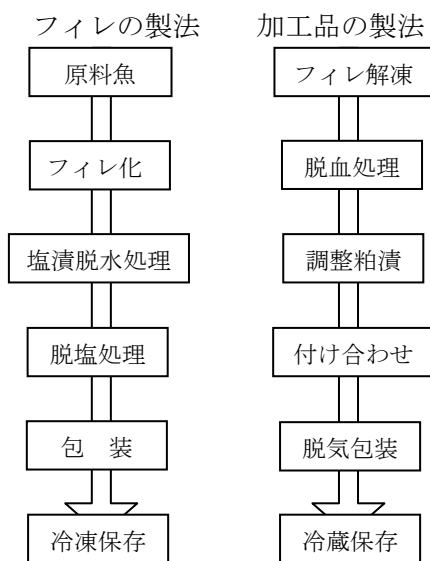 フィレの製法
原料魚
フィレ化
塩漬脱水処理
脱塩処理
包　装
冷凍保存
加工品の製法
フィレ解凍
脱血処理
調整粕漬
付け合わせ
脱気包装
冷蔵保存